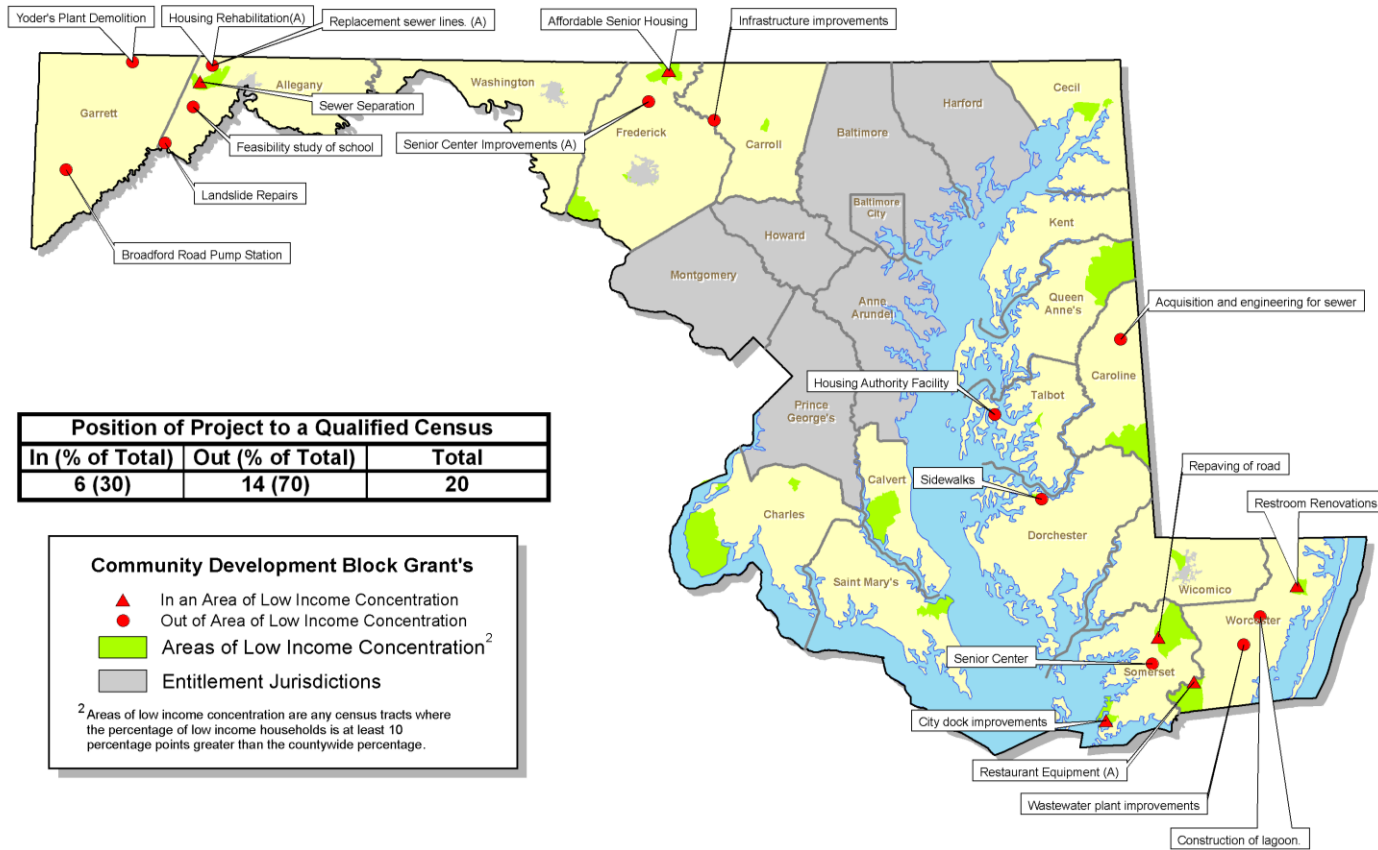 Yoder's Plant Demolition
Housing Rehabilitation(A)
Replacement sewer lines. (A)
Affordable Senior Housing
Infrastructure improvements
Garrett
Allegany
Sewer Separation
Feasibility study of school
Landslide Repairs
Broadford Road Pump Station
Washington
Frederick
Senior Center Improvements (A)
Carroll
Baltimore
Harford
Cecil
Baltimore
City
Howard
Montgomery
Kent
Anne
Arundel
Queen
Anne's
Acquisition and engineering for sewer
Caroline
Housing Authority Facility
Talbot
Prince
George's
Calvert
Sidewalks
Charles
Dorchester
Repaving of road
Restroom Renovations
Saint Mary's
Wicomico
Worcester
Senior Center
Somerset
City dock improvements
Restaurant Equipment (A)
Wastewater plant improvements
Construction of lagoon.
Position of Project to a Qualified Census
In (% of Total) Out (% of Total) Total
6 (30) 14 (70) 20
Community Development Block Grant's
In an Area of Low Income Concentration
Out of Area of Low Income Concentration
Areas of Low Income Concentration2
Entitlement Jurisdictions
2 Areas of low income concentration are any census tracts where
the percentage of low income households is at least 10
percentage points greater than the countywide percentage.